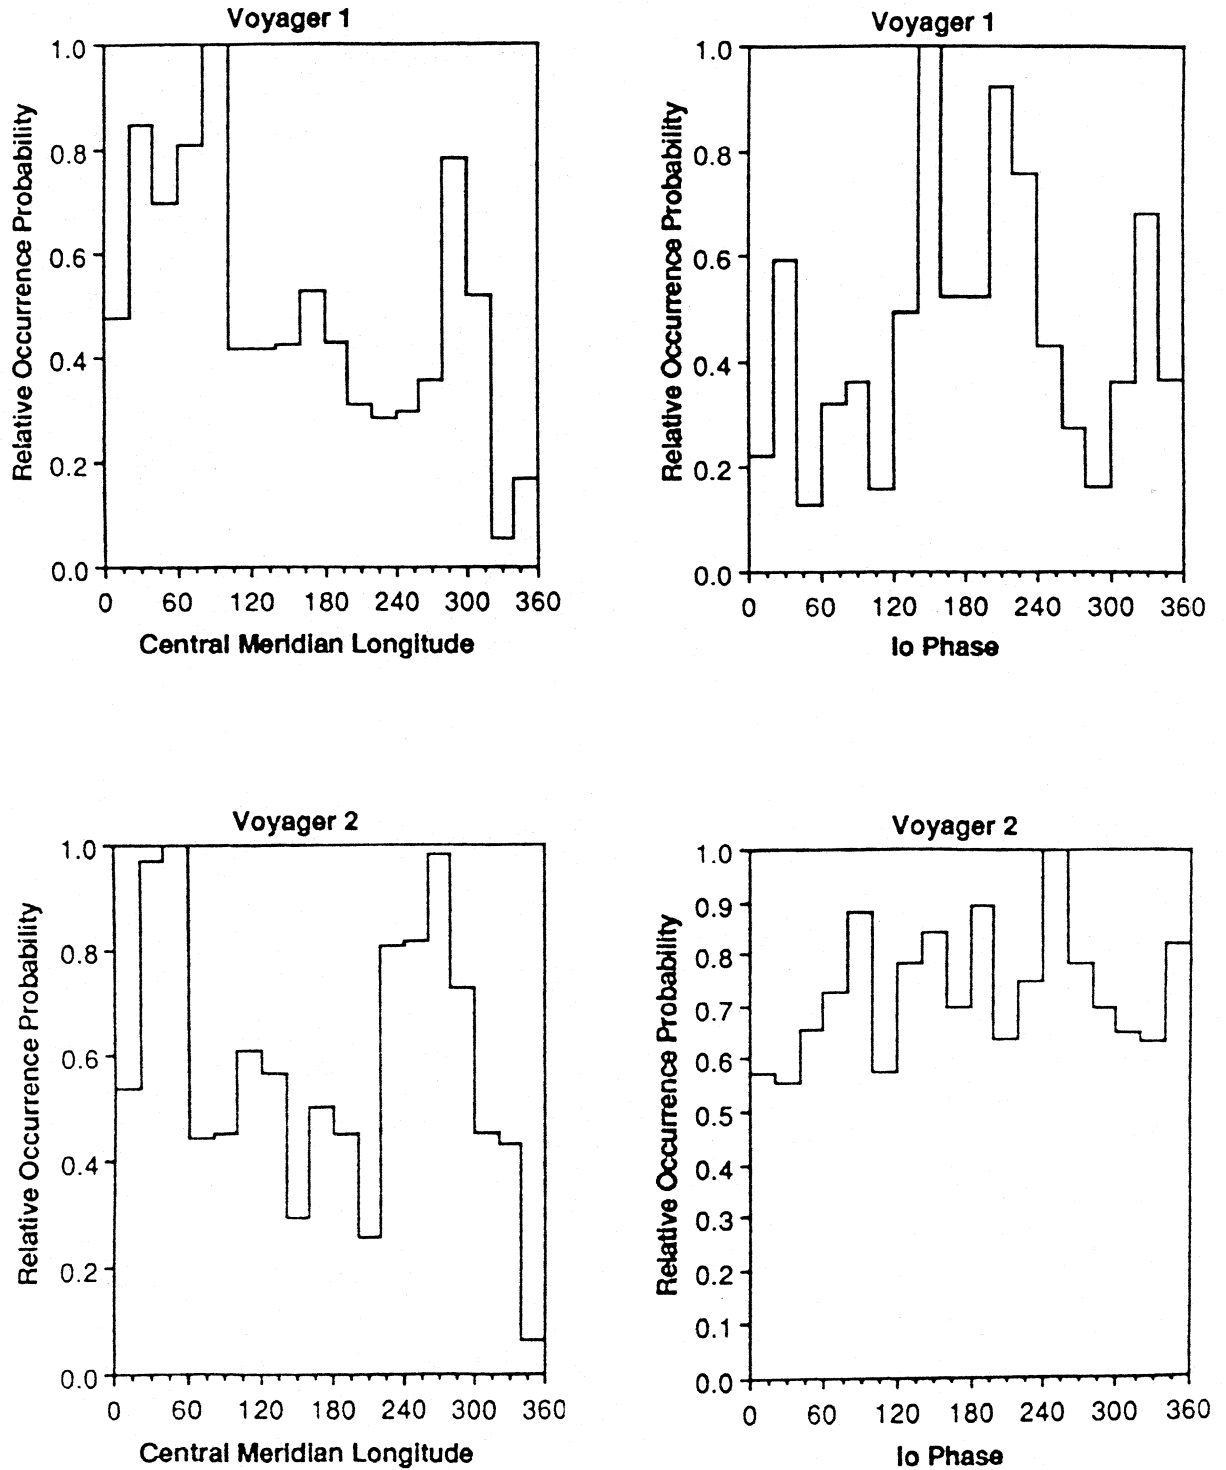 Voyager 1
Relative Occurrence Probability
1.0
0.8
0.6
0.4
0.2
0.0
0 60 120 180 240 300 360
Central Meridian Longitude
Voyager 1
Relative Occurrence Probability
1.0
0.8
0.6
0.4
0.2
0.0
0 60 120 180 240 300 360
Io Phase
Voyager 2
Relative Occurrence Probability
1.0
0.8
0.6
0.4
0.2
0.0
0 60 120 180 240 300 360
Central Meridian Longitude
Voyager 2
Relative Occurrence Probability
1.0
0.9
0.8
0.7
0.6
0.5
0.4
0.3
0.2
0.1
0.0
0 60 120 180 240 300 360
Io Phase